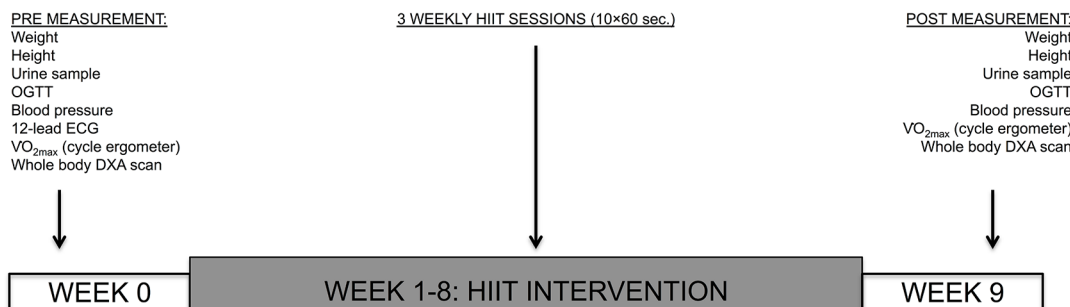 PRE MEASUREMENT:
Weight
Height
Urine sample
OGTT
Blood pressure
12-lead ECG
V̇O2max (cycle ergometer)
Whole body DXA scan
3 WEEKLY HIIT SESSIONS (10×60 sec.)
POST MEASUREMENT:
Weight
Height
Urine sample
OGTT
Blood pressure
V̇O2max (cycle ergometer)
Whole body DXA scan
WEEK 0
WEEK 1-8: HIIT INTERVENTION
WEEK 9